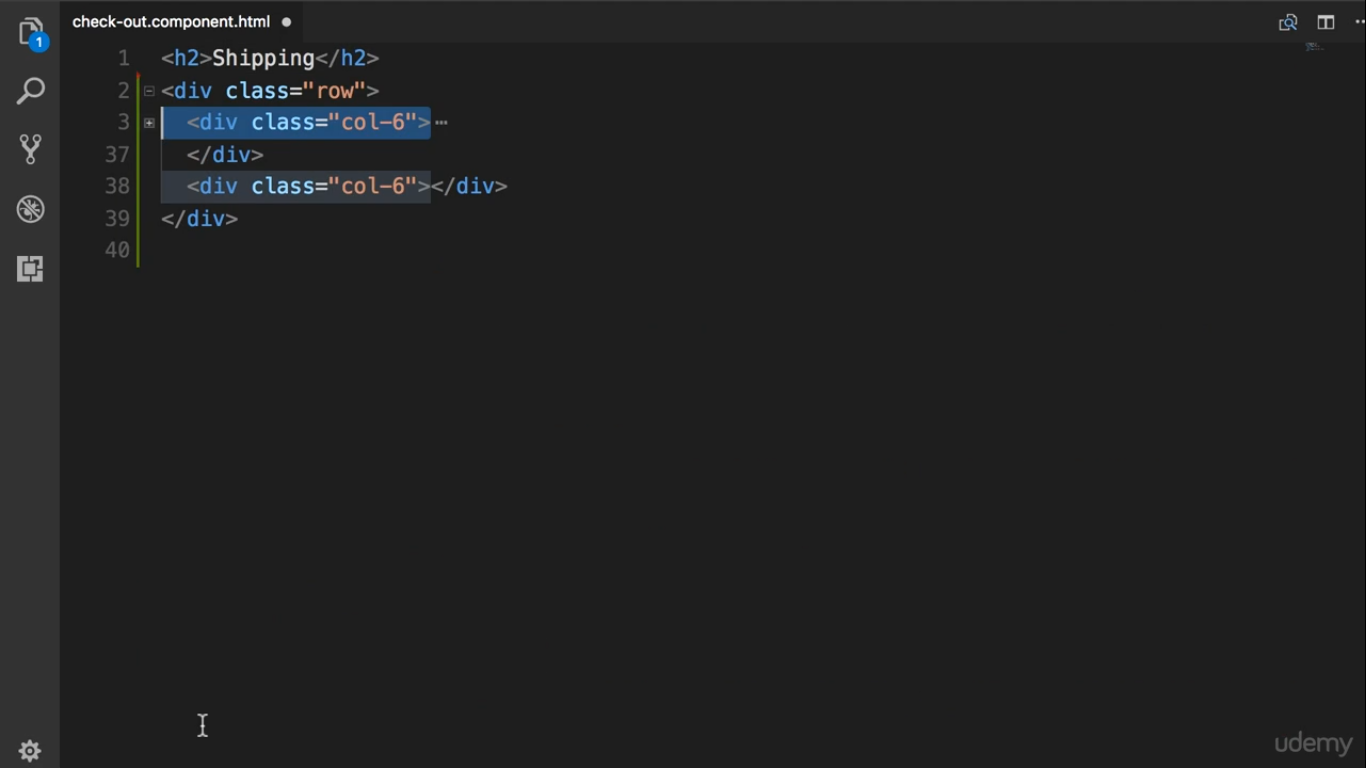 check-out.component.html
1 <h2>Shipping</h2>
2 <div class="row">
3 <div class="col-6">⋯
37 </div>
38 <div class="col-6"></div>
39 </div>
40
1
udemy